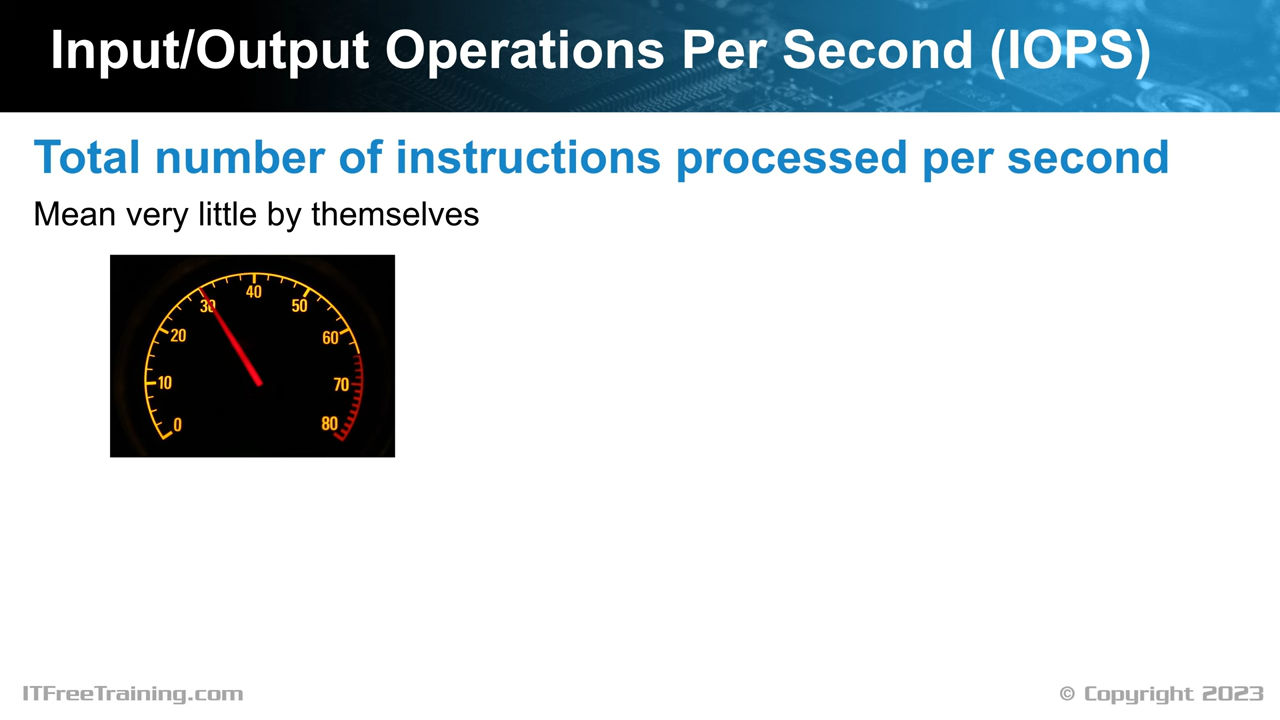 Input/Output Operations Per Second (IOPS)
Total number of instructions processed per second
Mean very little by themselves
40
30
50
20
60
10
70
0
80
ITFreeTraining.com
© Copyright 2023